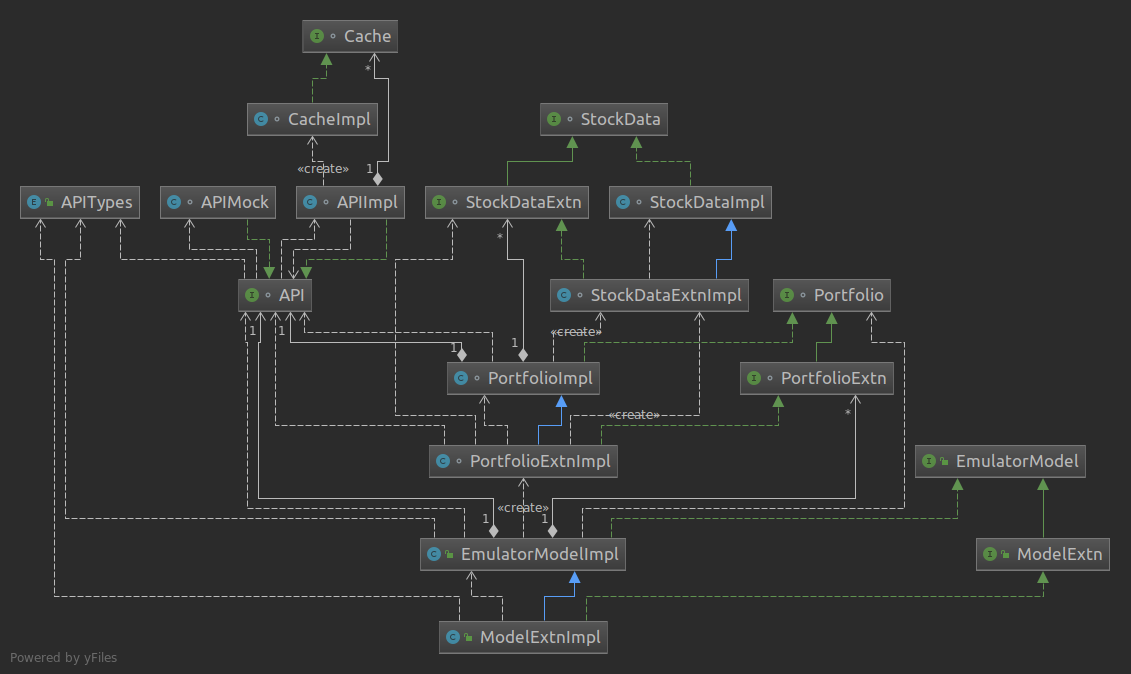 Cache
*
CacheImpl
StockData
«create»
1
APITypes
APIMock
APIImpl
StockDataExtn
StockDataImpl
*
API
StockDataExtnImpl
Portfolio
1
1
«create»
1
1
PortfolioImpl
PortfolioExtn
«create»
*
PortfolioExtnImpl
EmulatorModel
«create»
1
1
EmulatorModelImpl
ModelExtn
ModelExtnImpl
Powered by yFiles